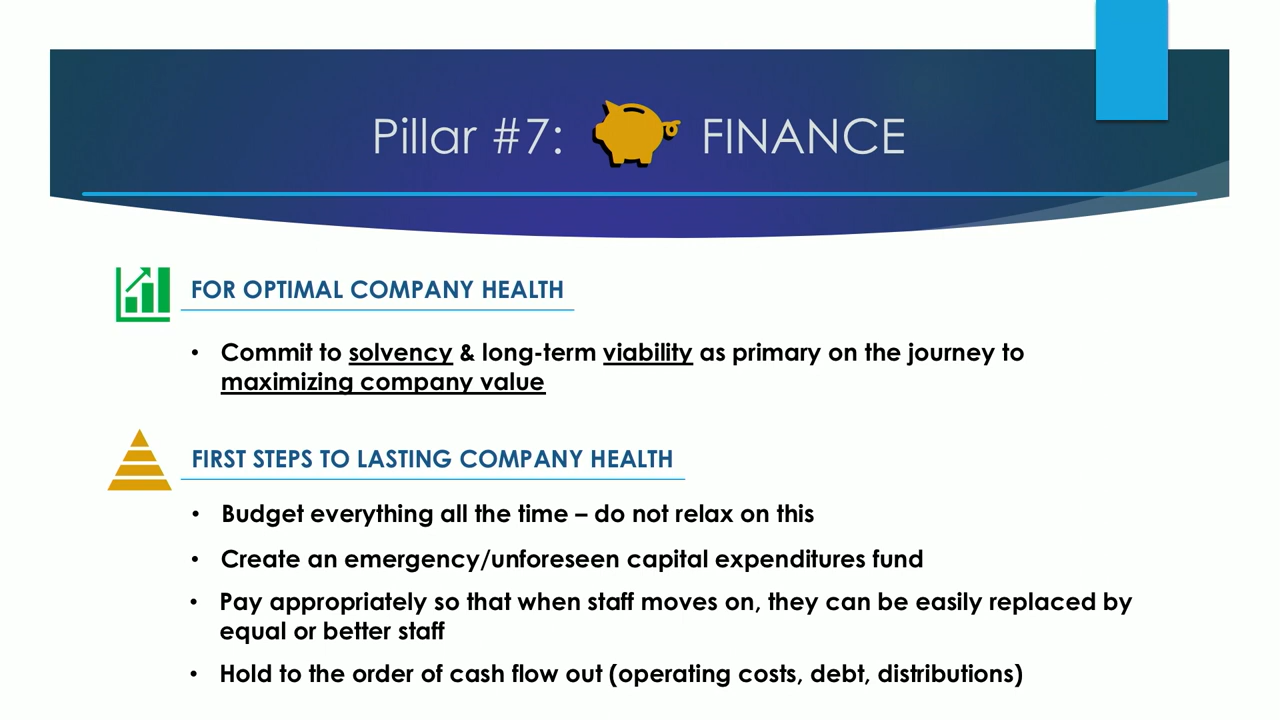 Pillar #7: FINANCE
FOR OPTIMAL COMPANY HEALTH
• Commit to solvency & long-term viability as primary on the journey to
maximizing company value
FIRST STEPS TO LASTING COMPANY HEALTH
• Budget everything all the time – do not relax on this
• Create an emergency/unforeseen capital expenditures fund
• Pay appropriately so that when staff moves on, they can be easily replaced by
equal or better staff
• Hold to the order of cash flow out (operating costs, debt, distributions)